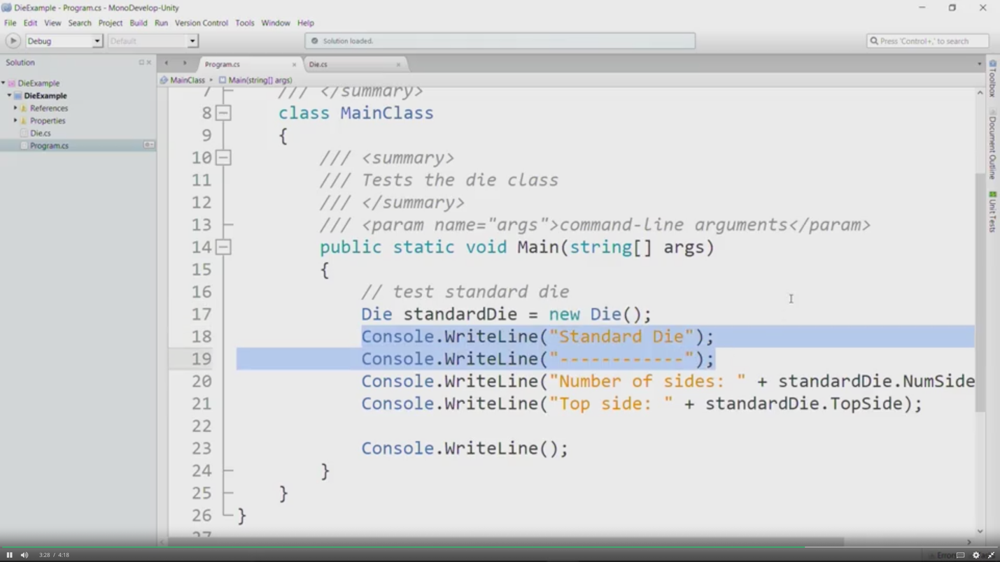 DieExample - Program.cs - MonoDevelop-Unity
File Edit View Search Project Build Run Version Control Tools Window Help
Debug Default Solution loaded. Press 'Control+,' to search
Solution
Program.cs Die.cs
MainClass Main(string[] args)
DieExample
DieExample
References
Properties
Die.cs
Program.cs
7 /// </summary>
8 class MainClass
9 {
10 /// <summary>
11 /// Tests the die class
12 /// </summary>
13 /// <param name="args">command-line arguments</param>
14 public static void Main(string[] args)
15 {
16 // test standard die
17 Die standardDie = new Die();
18 Console.WriteLine("Standard Die");
19 Console.WriteLine("------------");
20 Console.WriteLine("Number of sides: " + standardDie.NumSide
21 Console.WriteLine("Top side: " + standardDie.TopSide);
22
23 Console.WriteLine();
24 }
25 }
26 }
27
Toolbox
Document Outline
Unit Tests
3:28 / 4:18